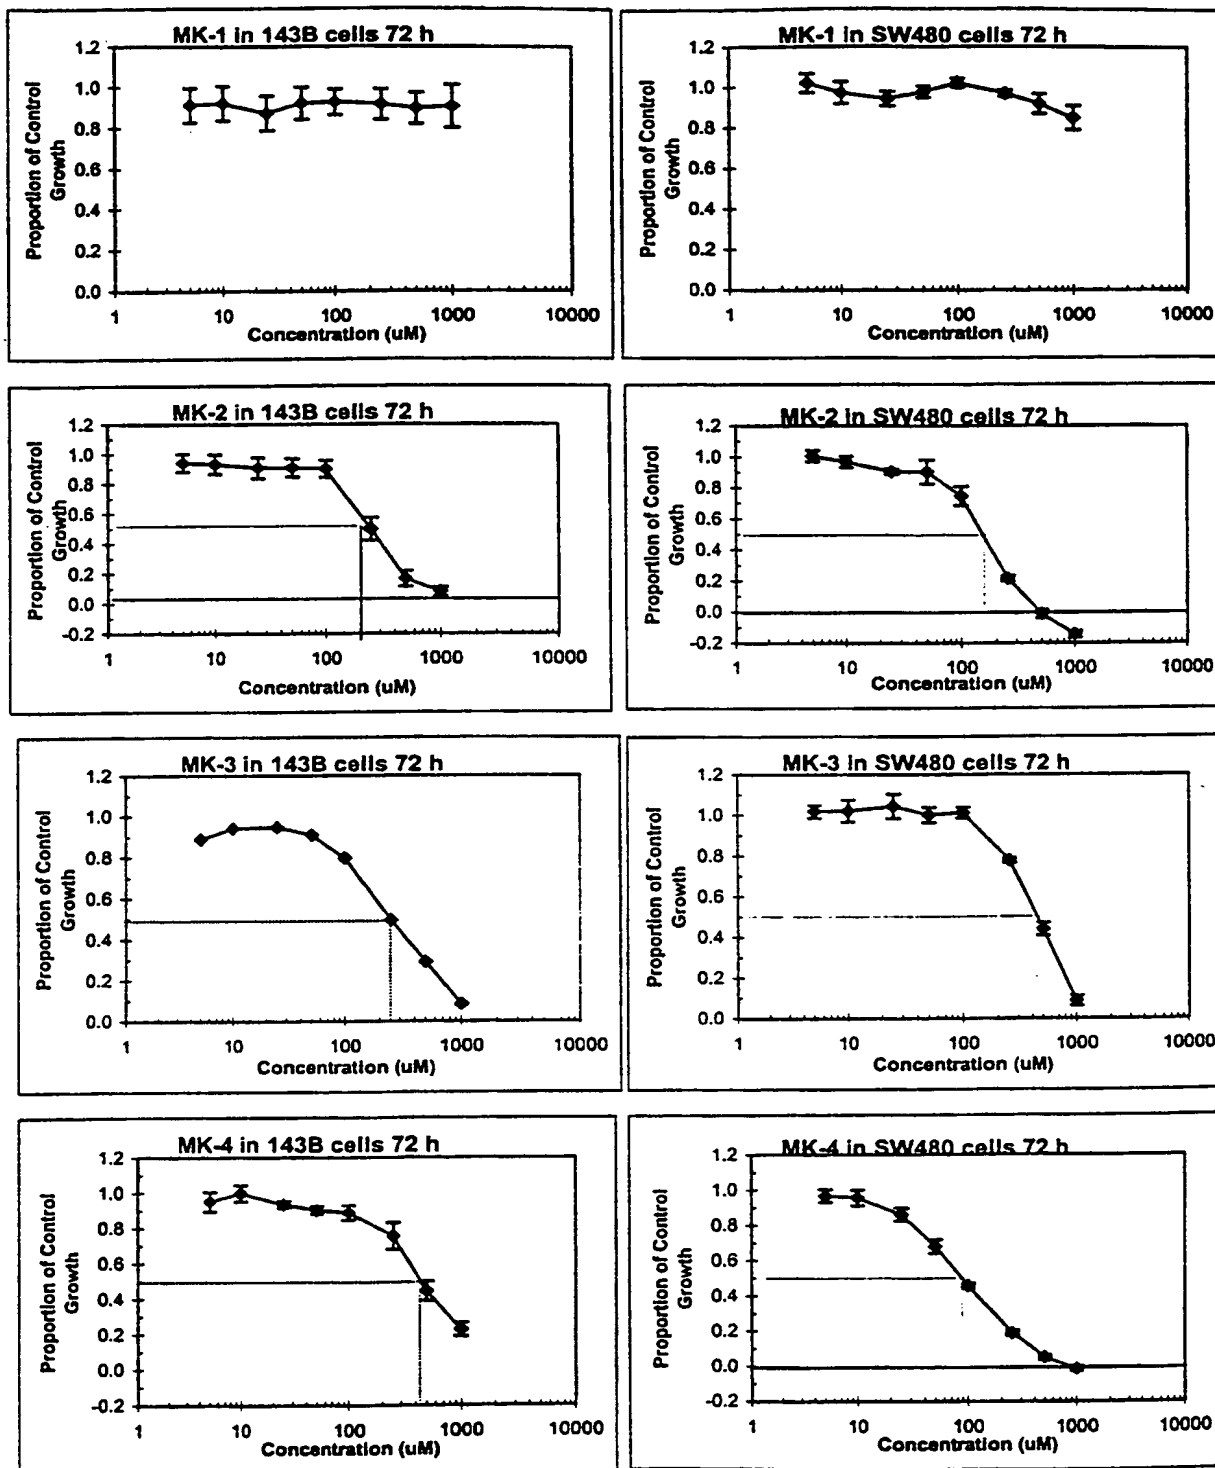 MK-1 in 143B cells 72 h
1.2
1.0
0.8
0.6
0.4
0.2
0.0
Proportion of Control
Growth
1 10 100 1000 10000
Concentration (uM)
MK-1 in SW480 cells 72 h
1.2
1.0
0.8
0.6
0.4
0.2
0.0
Proportion of Control
Growth
1 10 100 1000 10000
Concentration (uM)
MK-2 in 143B cells 72 h
1.2
1.0
0.8
0.6
0.4
0.2
0.0
-0.2
Proportion of Control
Growth
1 10 100 1000 10000
Concentration (uM)
MK-2 in SW480 cells 72 h
1.2
1.0
0.8
0.6
0.4
0.2
0.0
-0.2
Proportion of Control
Growth
1 10 100 1000 10000
Concentration (uM)
MK-3 in 143B cells 72 h
1.2
1.0
0.8
0.6
0.4
0.2
0.0
Proportion of Control
Growth
1 10 100 1000 10000
Concentration (uM)
MK-3 in SW480 cells 72 h
1.2
1.0
0.8
0.6
0.4
0.2
0.0
Proportion of Control
Growth
1 10 100 1000 10000
Concentration (uM)
MK-4 in 143B cells 72 h
1.2
1.0
0.8
0.6
0.4
0.2
0.0
-0.2
Proportion of Control
Growth
1 10 100 1000 10000
Concentration (uM)
MK-4 in SW480 cells 72 h
1.2
1.0
0.8
0.6
0.4
0.2
0.0
-0.2
Proportion of Control
Growth
1 10 100 1000 10000
Concentration (uM)